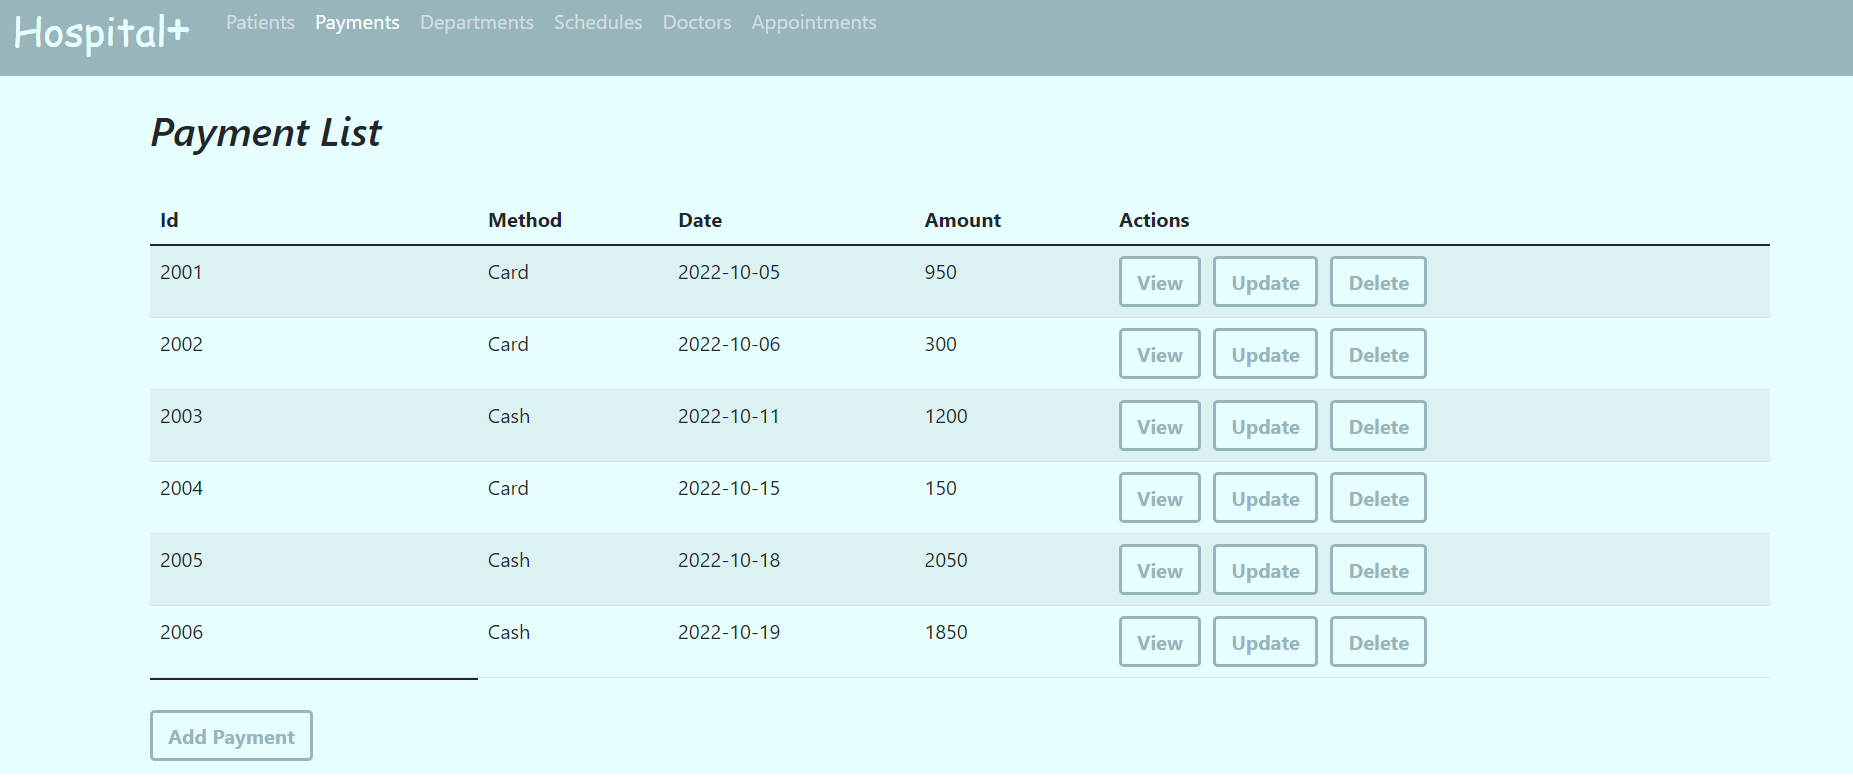 Hospital+ Patients Payments Departments Schedules Doctors Appointments
Payment List
Id Method Date Amount Actions
2001 Card 2022-10-05 950 View Update Delete
2002 Card 2022-10-06 300 View Update Delete
2003 Cash 2022-10-11 1200 View Update Delete
2004 Card 2022-10-15 150 View Update Delete
2005 Cash 2022-10-18 2050 View Update Delete
2006 Cash 2022-10-19 1850 View Update Delete
Add Payment